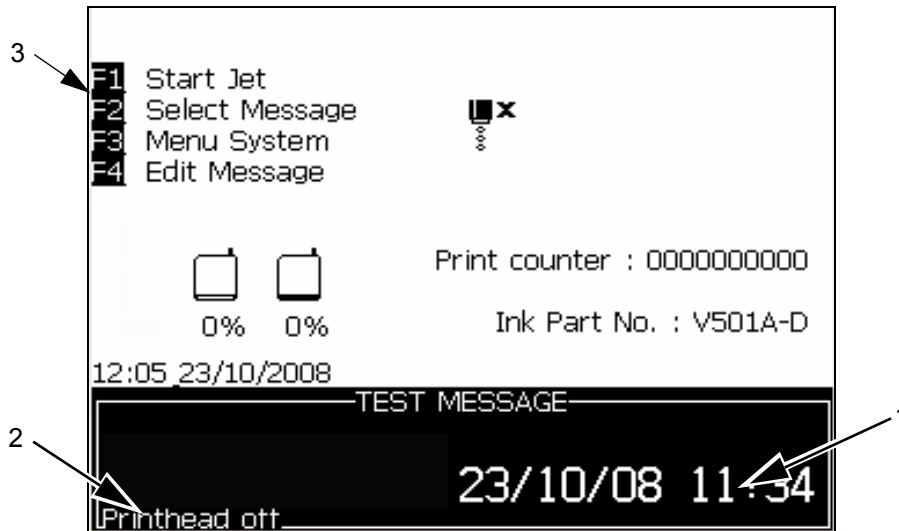 3
F1 Start Jet
F2 Select Message
F3 Menu System
F4 Edit Message
x
Print counter : 0000000000
0% 0%
Ink Part No. : V501A-D
12:05 23/10/2008
TEST MESSAGE
2
23/10/08 11:34
Printhead off